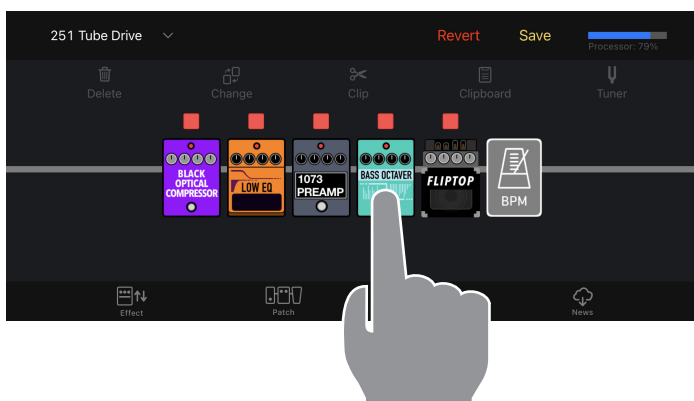 251 Tube Drive
Revert
Save
Processor: 79%
Delete
Change
Clip
Clipboard
Tuner
BLACK
OPTICAL
COMPRESSOR
LOW EQ
1073
PREAMP
BASS OCTAVER
FLIPTOP
BPM
Effect
Patch
News